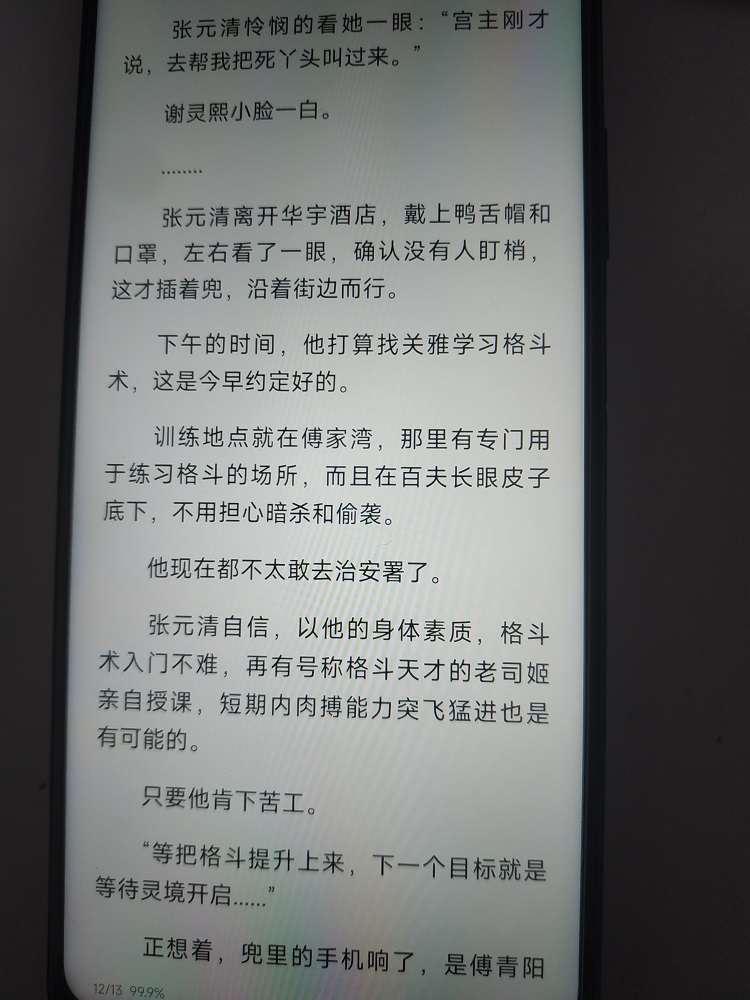 张元清怜悯的看她一眼：“宫主刚才
说，去帮我把死丫头叫过来。”
谢灵熙小脸一白。
........
张元清离开华宇酒店，戴上鸭舌帽和
口罩，左右看了一眼，确认没有人盯梢，
这才插着兜，沿着街边而行。
下午的时间，他打算找关雅学习格斗
术，这是今早约定好的。
训练地点就在傅家湾，那里有专门用
于练习格斗的场所，而且在百夫长眼皮子
底下，不用担心暗杀和偷袭。
他现在都不太敢去治安署了。
张元清自信，以他的身体素质，格斗
术入门不难，再有号称格斗天才的老司姬
亲自授课，短期内肉搏能力突飞猛进也是
有可能的。
只要他肯下苦工。
“等把格斗提升上来，下一个目标就是
等待灵境开启......”
正想着，兜里的手机响了，是傅青阳
12/13 99.9%